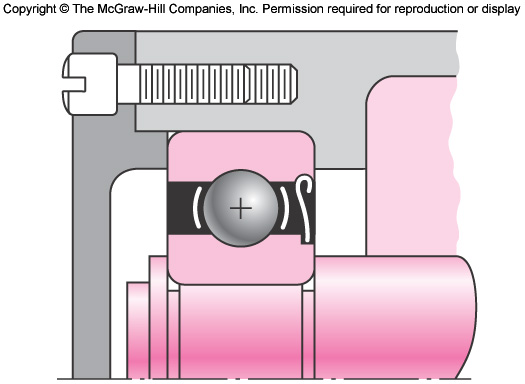 Copyright © The McGraw-Hill Companies, Inc. Permission required for reproduction or display